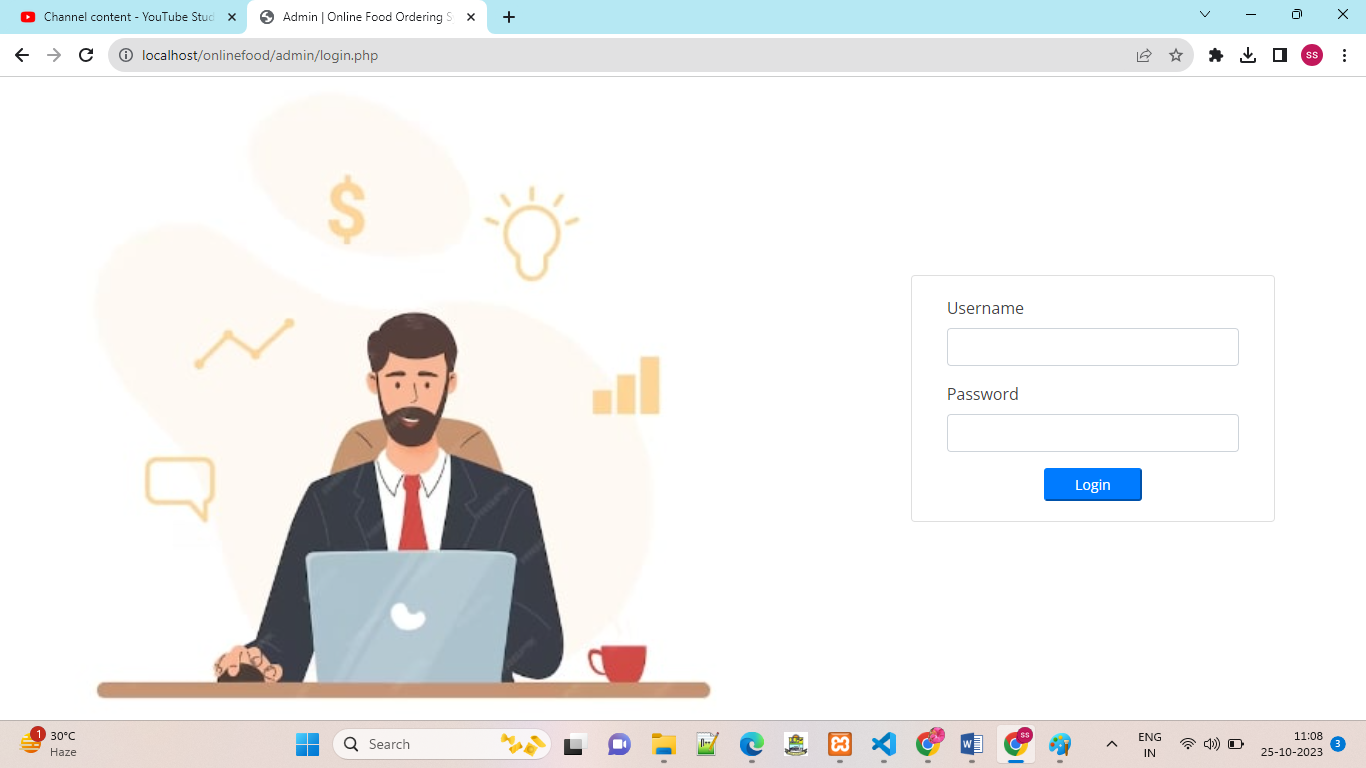 Channel content - YouTube Stud
Admin | Online Food Ordering S
localhost/onlinefood/admin/login.php
SS
$
Username
Password
Login
1
30°C
Haze
Search
SS
ENG
IN
11:08
25-10-2023
3